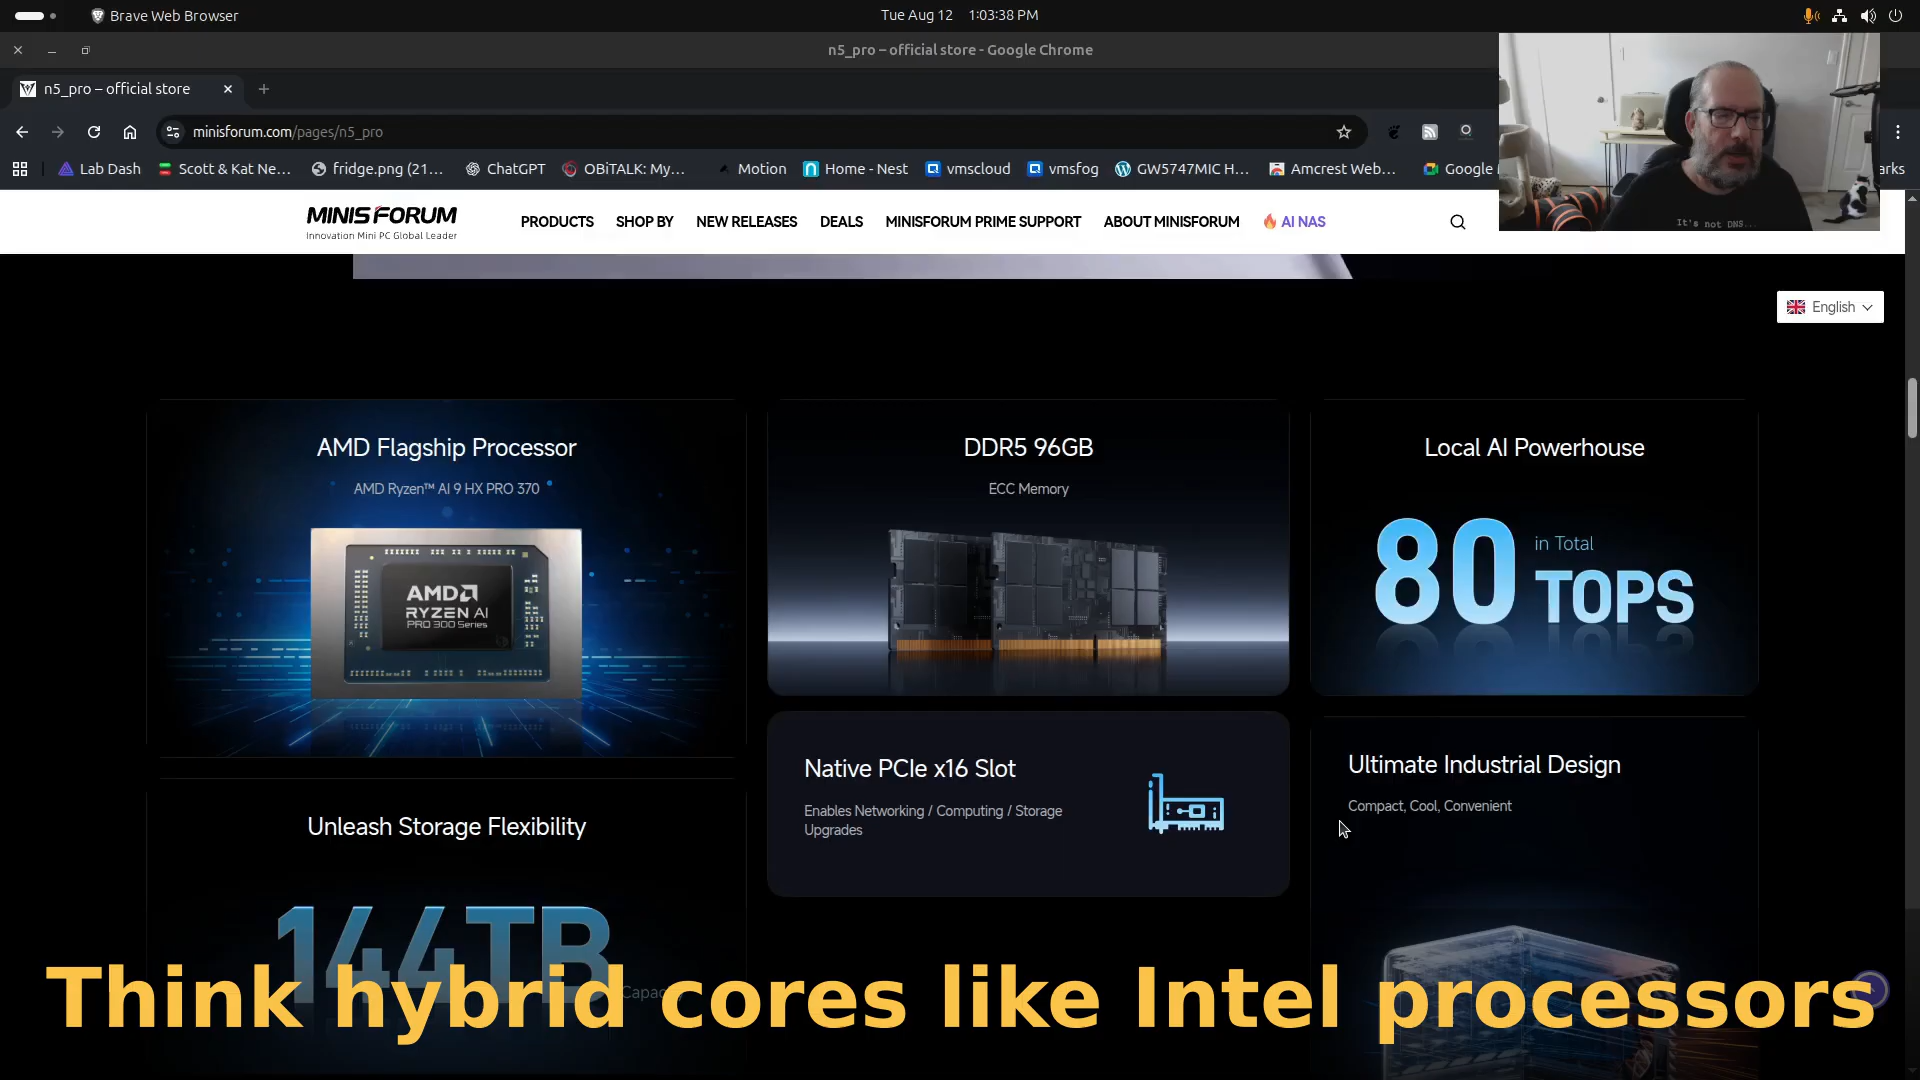 Brave Web Browser
Tue Aug 12 1:03:38 PM
n5_pro – official store - Google Chrome
n5_pro – official store
minisforum.com/pages/n5_pro
Lab Dash
Scott & Kat Ne...
fridge.png (21...
ChatGPT
OBiTALK: My...
Motion
Home - Nest
vmscloud
vmsfog
GW5747MIC H...
Amcrest Web...
Google
arks
It's not DNS...
MINISFORUM
Innovation Mini PC Global Leader
PRODUCTS
SHOP BY
NEW RELEASES
DEALS
MINISFORUM PRIME SUPPORT
ABOUT MINISFORUM
AI NAS
English
AMD Flagship Processor
AMD Ryzen™ AI 9 HX PRO 370
AMD
RYZEN AI
PRO 300 Series
DDR5 96GB
ECC Memory
Local AI Powerhouse
80 in Total
TOPS
Native PCIe x16 Slot
Enables Networking / Computing / Storage
Upgrades
Ultimate Industrial Design
Compact, Cool, Convenient
Unleash Storage Flexibility
144TB
Think hybrid cores like Intel processors